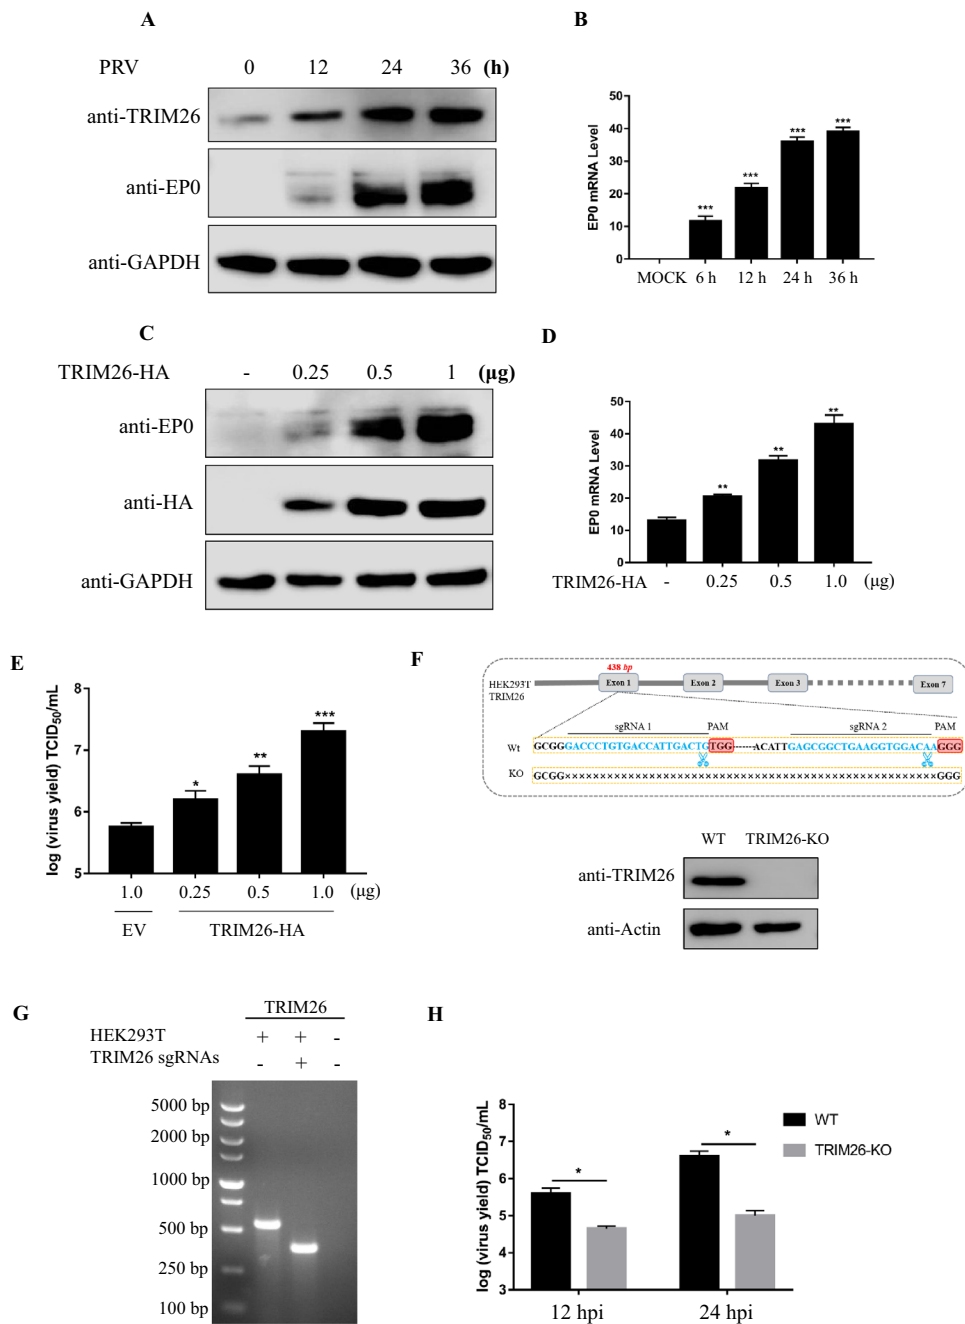 A
PRV 0 12 24 36 (h)
anti-TRIM26
anti-EP0
anti-GAPDH
B
EP0 mRNA Level
50
40
30
20
10
0
*** *** *** ***
MOCK 6 h 12 h 24 h 36 h
C
TRIM26-HA - 0.25 0.5 1 (μg)
anti-EP0
anti-HA
anti-GAPDH
D
EP0 mRNA Level
50
40
30
20
10
0
** ** **
TRIM26-HA - 0.25 0.5 1.0 (μg)
E
log (virus yield) TCID50/mL
8
7
6
5
* ** ***
1.0 0.25 0.5 1.0 (μg)
EV TRIM26-HA
F
438 bp
HEK293T
TRIM26
Exon 1 Exon 2 Exon 3 Exon 7
sgRNA 1 PAM sgRNA 2 PAM
Wt GCGGGACCCTGTGACCATTGACTGTGG------ACATTGAGCGGCTGAAGGTGGACAAGGG
KO GCGG×××××××××××××××××××××××××××××××××××××××××××××××××××××GGG
WT TRIM26-KO
anti-TRIM26
anti-Actin
G
TRIM26
HEK293T + + -
TRIM26 sgRNAs - + -
5000 bp
2000 bp
1000 bp
500 bp
250 bp
100 bp
H
log (virus yield) TCID50/mL
8
7
6
5
4
3
* *
WT
TRIM26-KO
12 hpi 24 hpi